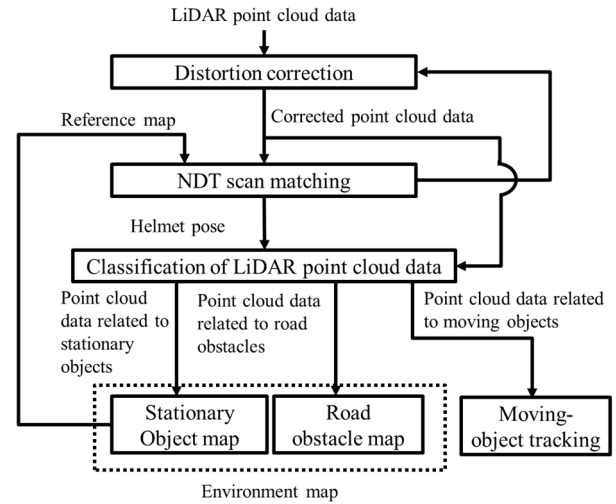 LiDAR point cloud data
Distortion correction
Reference map
Corrected point cloud data
NDT scan matching
Helmet pose
Classification of LiDAR point cloud data
Point cloud
data related to
stationary
objects
Point cloud data
related to road
obstacles
Point cloud data related
to moving objects
Stationary
Object map
Road
obstacle map
Moving-
object tracking
Environment map